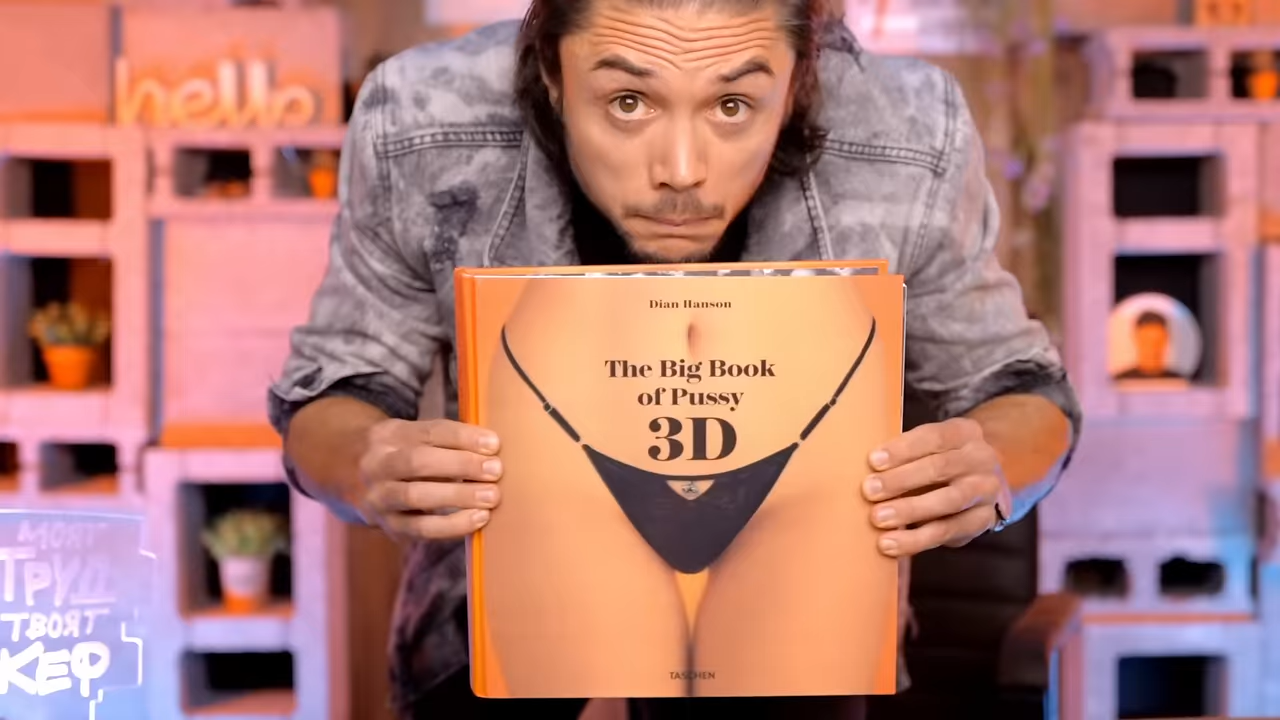 hello
Dian Hanson
The Big Book
of Pussy
3D
TASCHEN
МОЯТ
ТРУД
ТВОЯТ
КЕФ